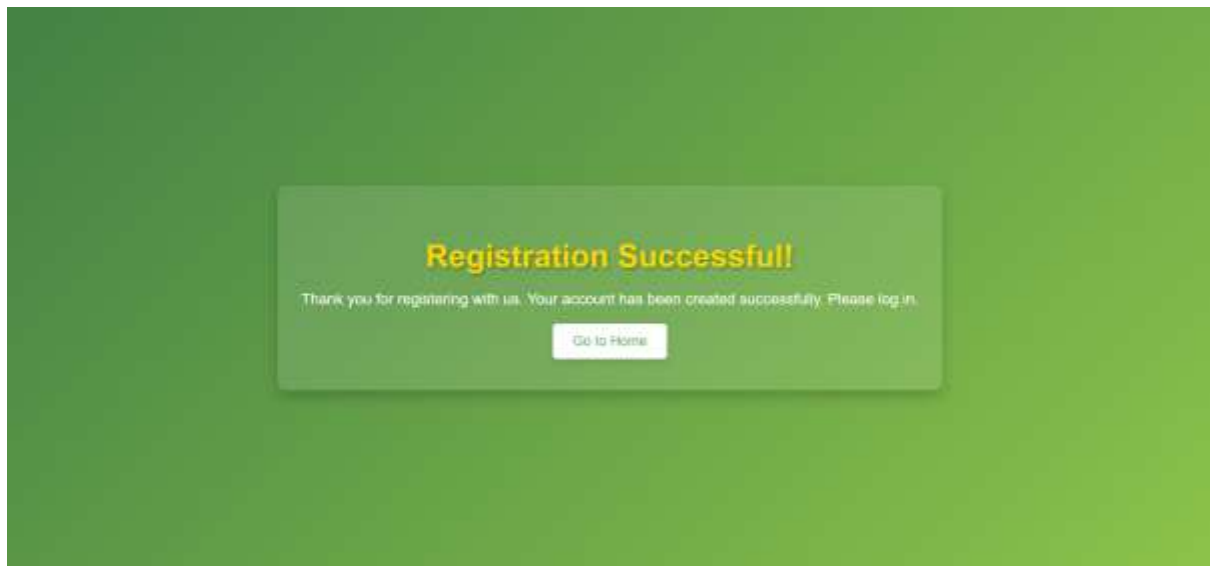 Registration Successful!
Thank you for registering with us. Your account has been created successfully. Please log in.
Go to Home